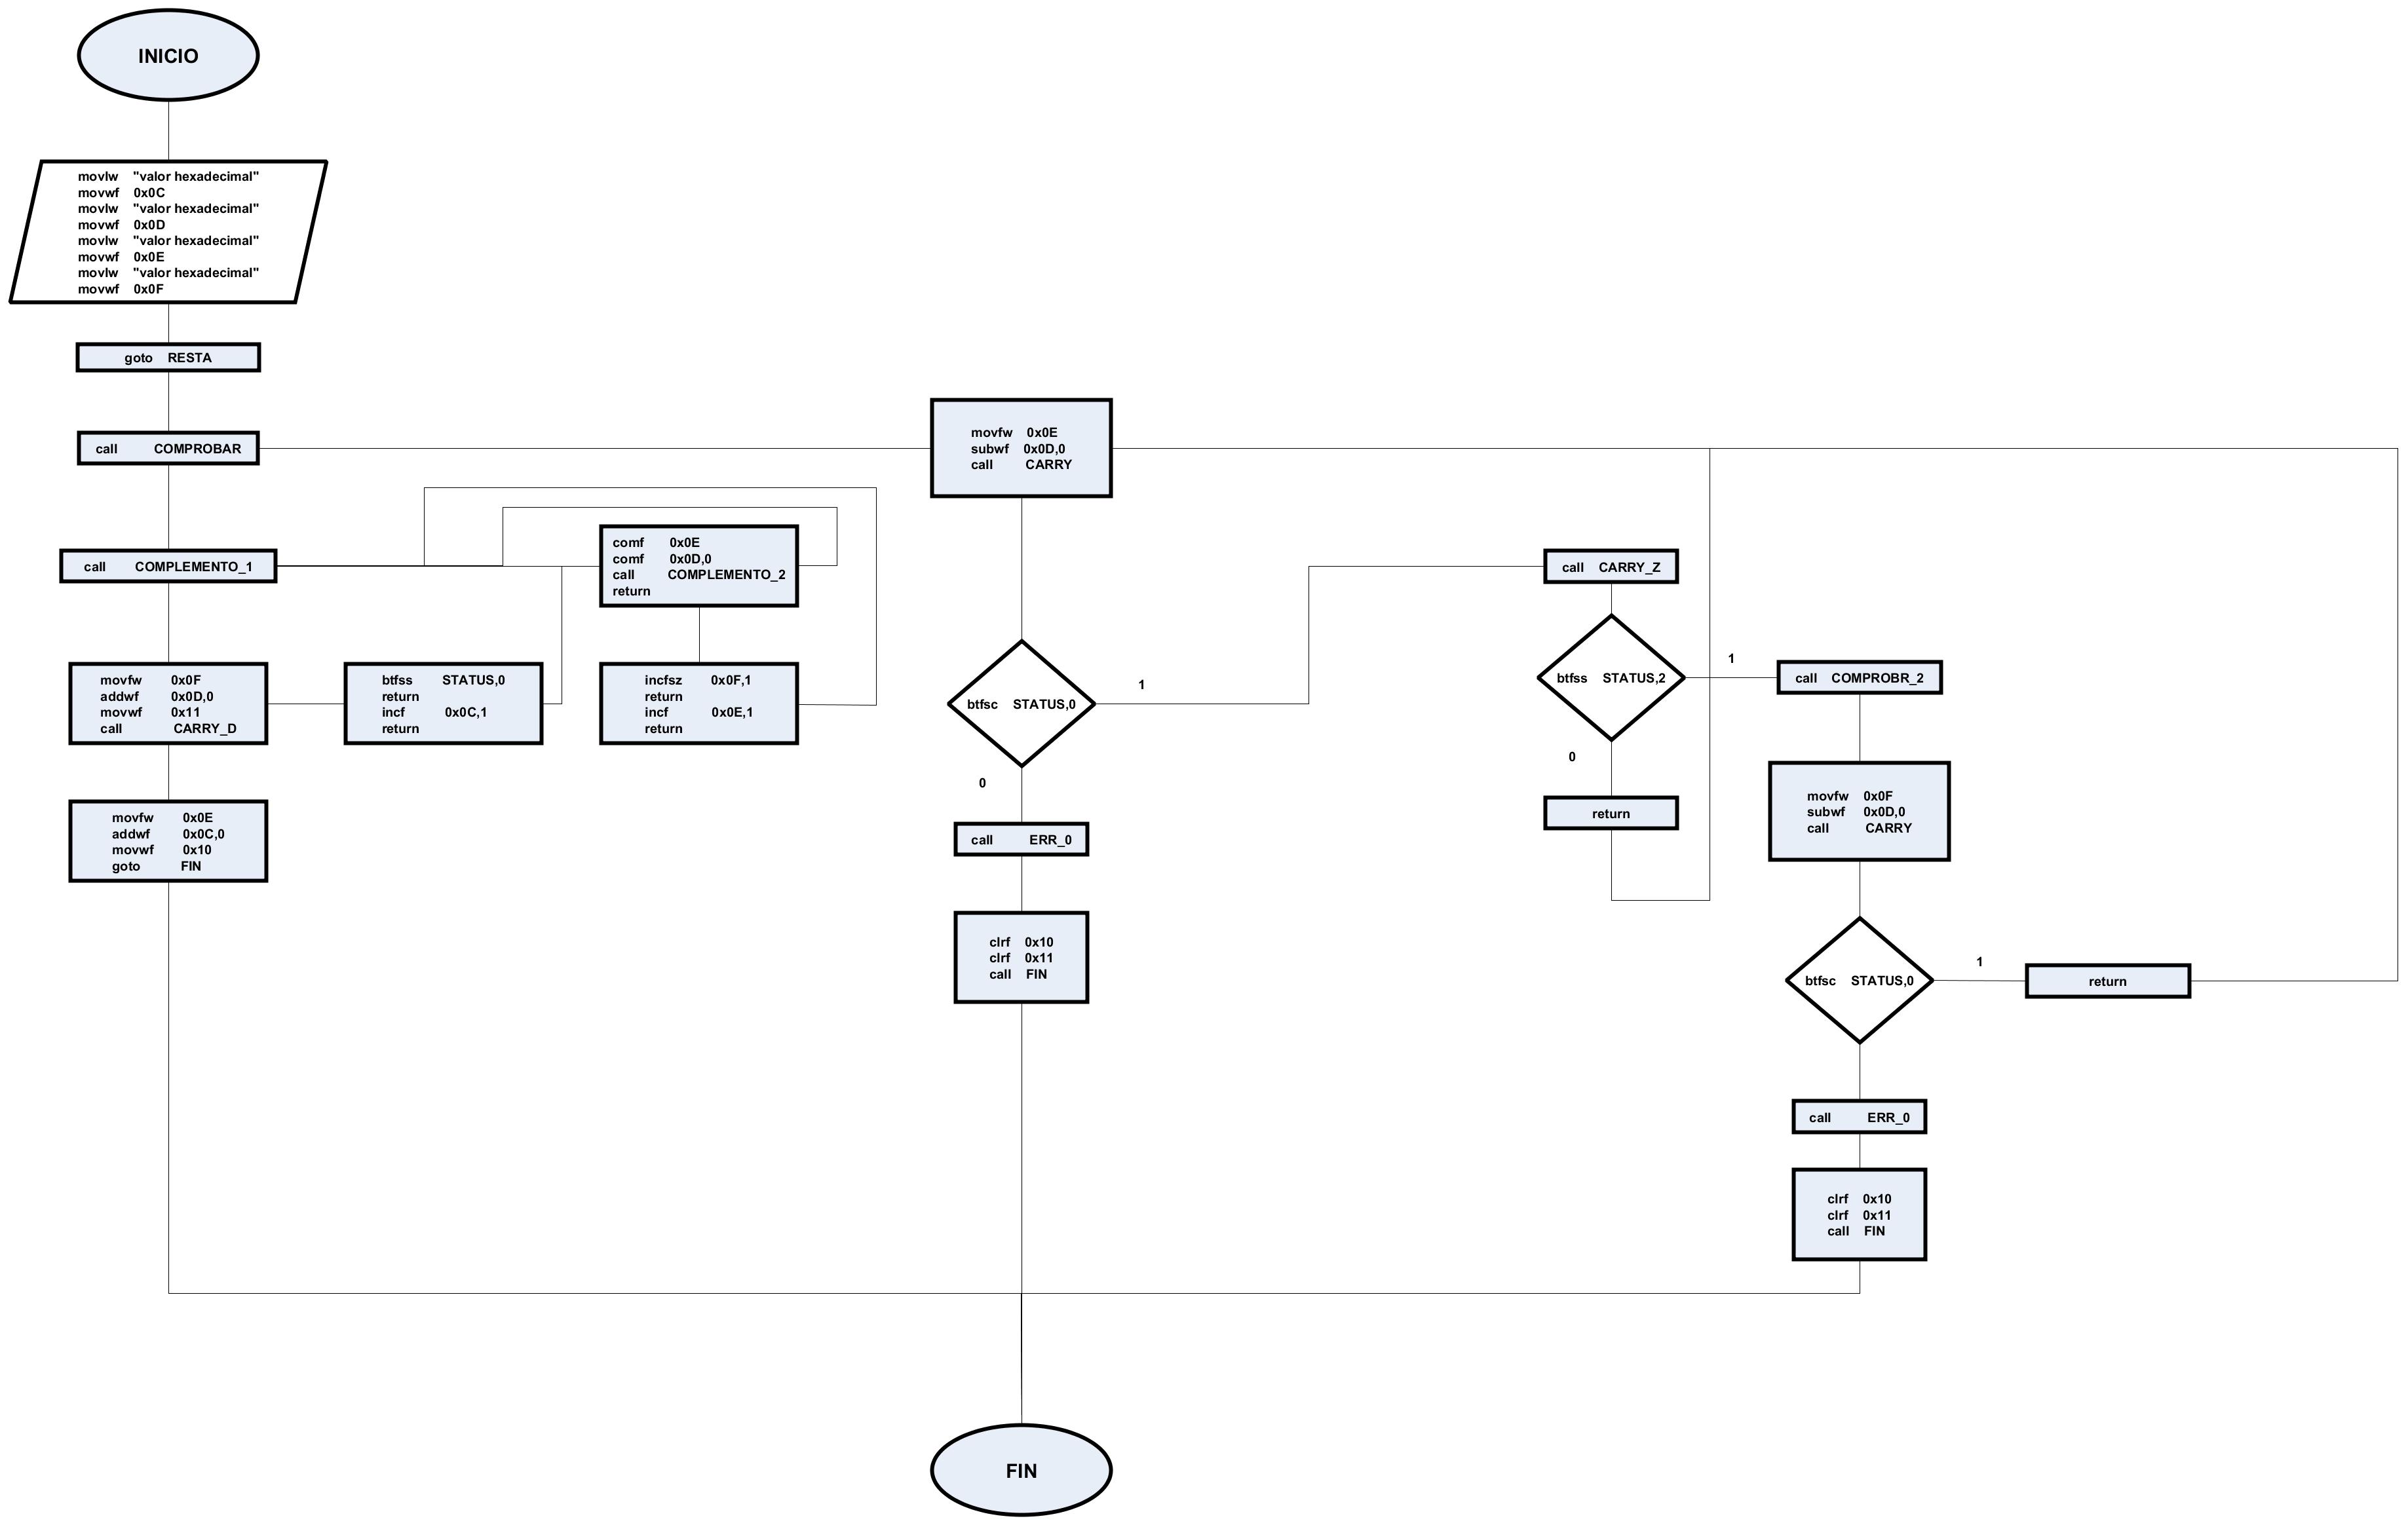 INICIO
movlw "valor hexadecimal"
movwf 0x0C
movlw "valor hexadecimal"
movwf 0x0D
movlw "valor hexadecimal"
movwf 0x0E
movlw "valor hexadecimal"
movwf 0x0F
goto RESTA
call COMPROBAR
call COMPLEMENTO_1
movfw 0x0F
addwf 0x0D,0
movwf 0x11
call CARRY_D
movfw 0x0E
addwf 0x0C,0
movwf 0x10
goto FIN
btfss STATUS,0
return
incf 0x0C,1
return
comf 0x0E
comf 0x0D,0
call COMPLEMENTO_2
return
incfsz 0x0F,1
return
incf 0x0E,1
return
movfw 0x0E
subwf 0x0D,0
call CARRY
btfsc STATUS,0
1
0
call ERR_0
clrf 0x10
clrf 0x11
call FIN
call CARRY_Z
btfss STATUS,2
1
0
return
call COMPROBR_2
movfw 0x0F
subwf 0x0D,0
call CARRY
btfsc STATUS,0
1
return
call ERR_0
clrf 0x10
clrf 0x11
call FIN
FIN